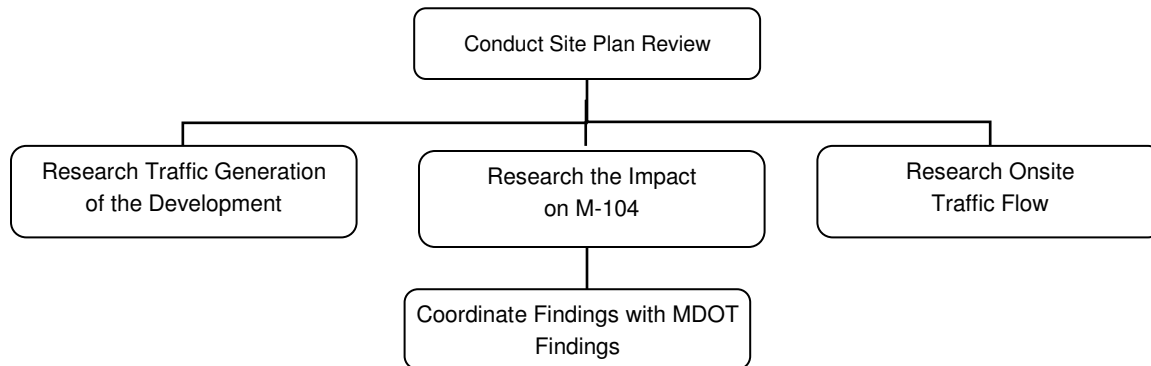 Conduct Site Plan Review
Research Traffic Generation
of the Development
Research the Impact
on M-104
Research Onsite
Traffic Flow
Coordinate Findings with MDOT
Findings